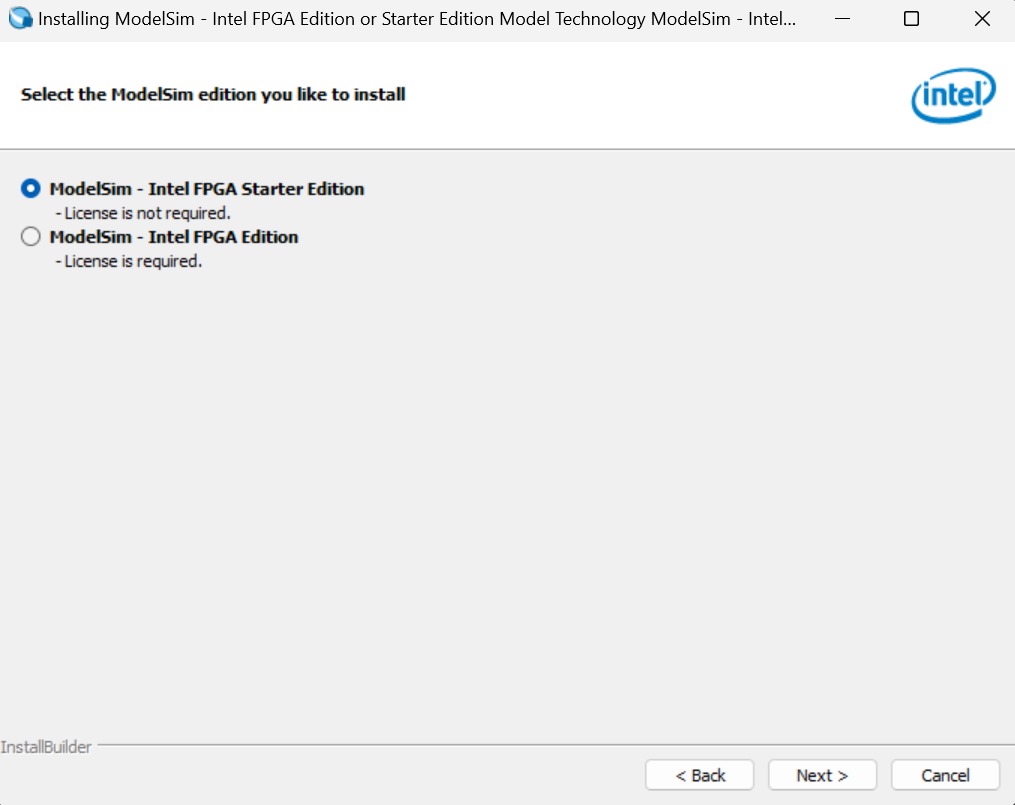 Installing ModelSim - Intel FPGA Edition or Starter Edition Model Technology ModelSim - Intel...
Select the ModelSim edition you like to install
intel
ModelSim - Intel FPGA Starter Edition
- License is not required.
ModelSim - Intel FPGA Edition
- License is required.
InstallBuilder
< Back
Next >
Cancel